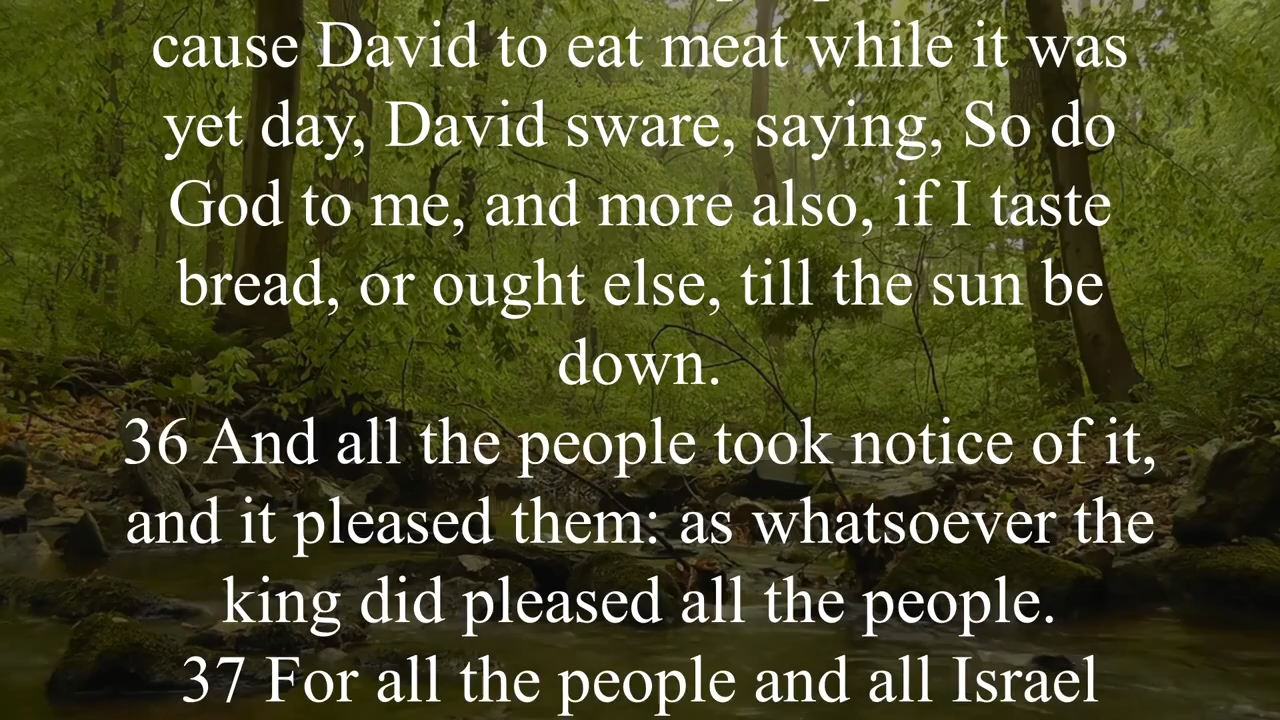 cause David to eat meat while it was
yet day, David sware, saying, So do
God to me, and more also, if I taste
bread, or ought else, till the sun be
down.
36 And all the people took notice of it,
and it pleased them: as whatsoever the
king did pleased all the people.
37 For all the people and all Israel